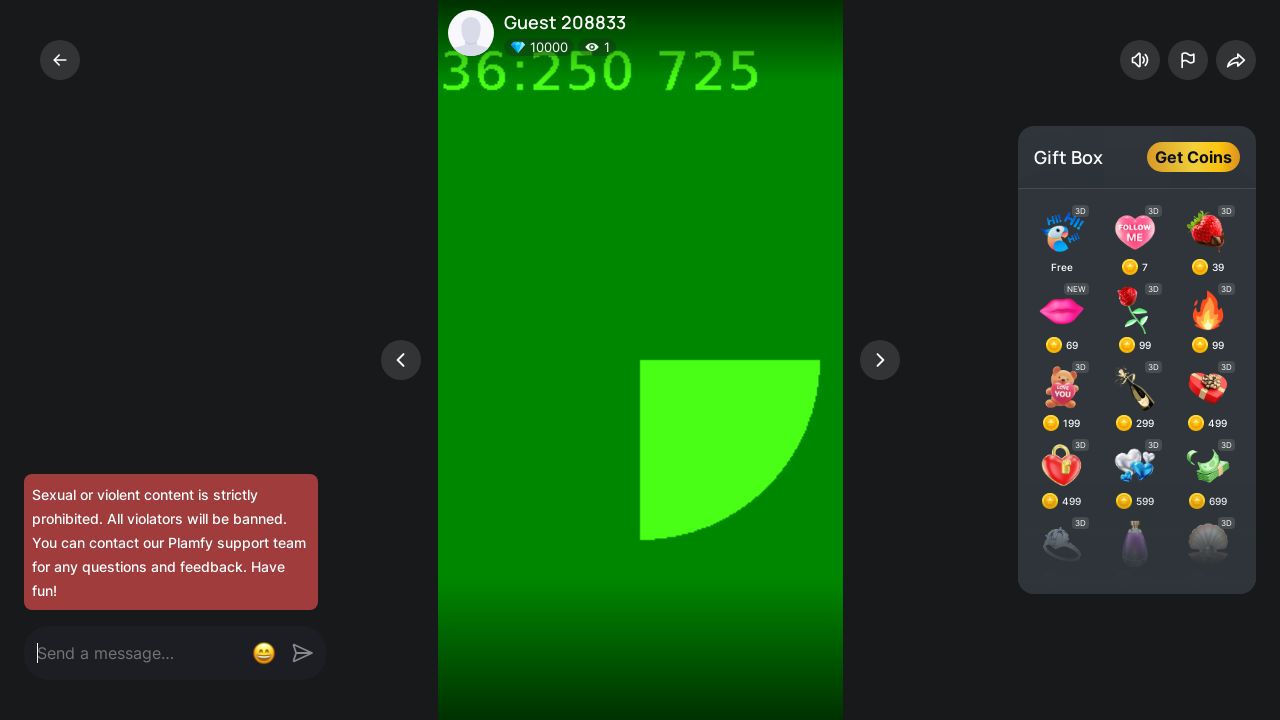 Guest 208833
10000 1
36:250 725
Gift Box
Get Coins
3D 3D 3D
Hi! Hi! Hi! Hi!
FOLLOW
ME
Free 7 39
NEW 3D 3D
69 99 99
3D 3D 3D
LOVE
YOU
199 299 499
3D 3D 3D
499 599 699
3D 3D
Sexual or violent content is strictly
prohibited. All violators will be banned.
You can contact our Plamfy support team
for any questions and feedback. Have
fun!
Send a message...